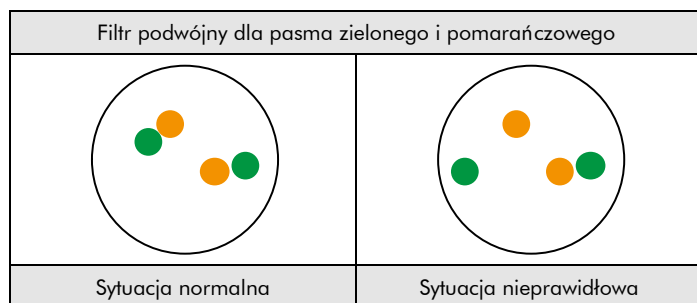 Filtr podwójny dla pasma zielonego i pomarańczowego
Sytuacja normalna
Sytuacja nieprawidłowa